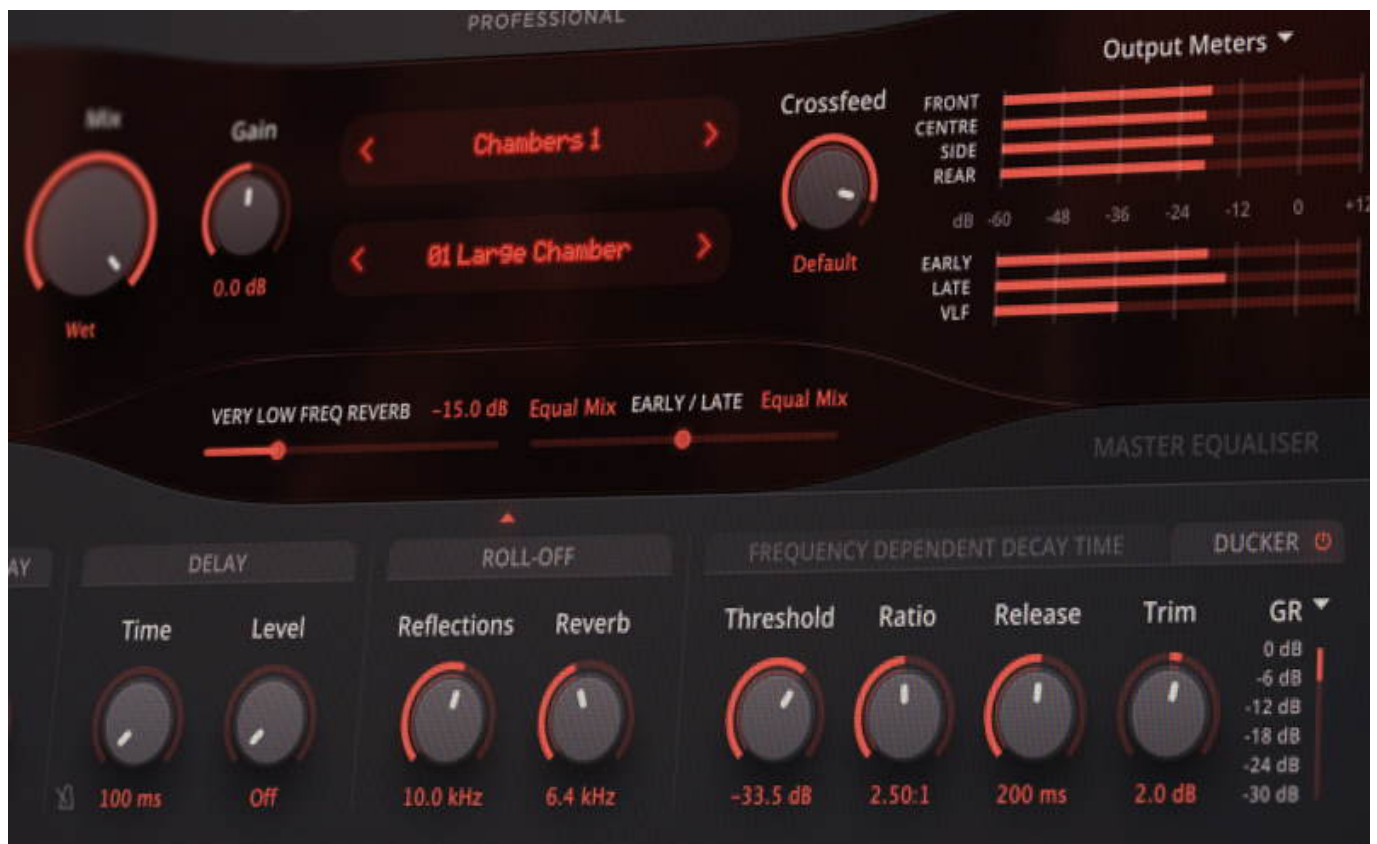 PROFESSIONAL
Output Meters
Mix
Gain
Chambers 1
Crossfeed
FRONT
CENTRE
SIDE
REAR
dB -60 -48 -36 -24 -12 0 +12
01 Large Chamber
0.0 dB
Default
Wet
EARLY
LATE
VLF
VERY LOW FREQ REVERB -15.0 dB Equal Mix EARLY / LATE Equal Mix
MASTER EQUALISER
AY
DELAY
ROLL-OFF
FREQUENCY DEPENDENT DECAY TIME
DUCKER
Time Level Reflections Reverb Threshold Ratio Release Trim GR
0 dB
-6 dB
-12 dB
-18 dB
-24 dB
-30 dB
100 ms Off 10.0 kHz 6.4 kHz -33.5 dB 2.50:1 200 ms 2.0 dB